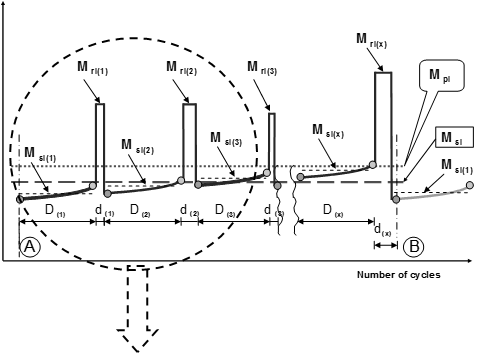 M rl(x)
M rl(1)
M rl(2)
M rl(3)
M pl
M sl(1)
M sl(2)
M sl(3)
M sl(x)
M sl
M sl(1)
D (1)
d (1)
D (2)
d (2)
D (3)
d (3)
D (x)
d (x)
A
B
Number of cycles